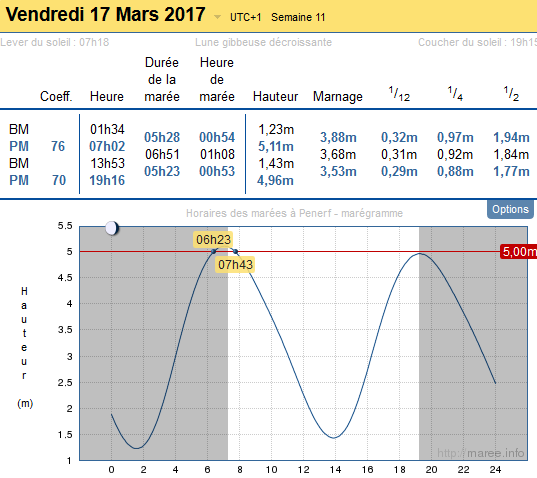 Vendredi 17 Mars 2017 UTC+1 Semaine 11
Lever du soleil : 07h18 Lune gibbeuse décroissante Coucher du soleil : 19h15
Durée Heure
de la de
Coeff. Heure marée marée Hauteur Marnage 1/12 1/4 1/2
BM 01h34 1,23m
05h28 00h54 3,88m 0,32m 0,97m 1,94m
PM 76 07h02 5,11m
06h51 01h08 3,68m 0,31m 0,92m 1,84m
BM 13h53 1,43m
05h23 00h53 3,53m 0,29m 0,88m 1,77m
PM 70 19h16 4,96m
Options
Horaires des marées à Penerf - marégramme
5.5
06h23
5 5,00m
07h43
4.5
4
3.5
3
2.5
2
1.5
1
Hauteur
(m)
http://maree.info
0 2 4 6 8 10 12 14 16 18 20 22 24